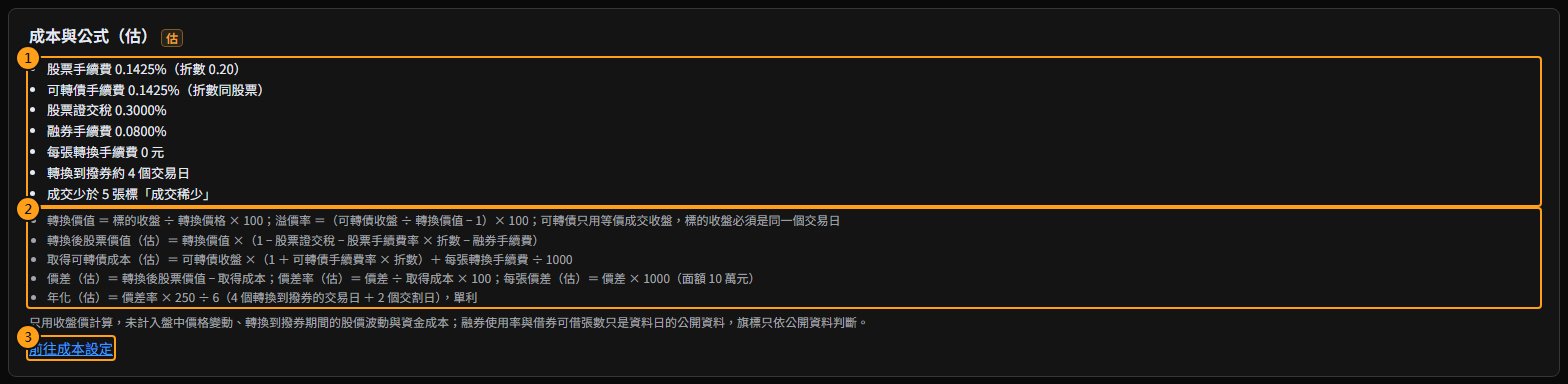 成本與公式（估） 估
1
• 股票手續費 0.1425%（折數 0.20）
• 可轉債手續費 0.1425%（折數同股票）
• 股票證交稅 0.3000%
• 融券手續費 0.0800%
• 每張轉換手續費 0 元
• 轉換到撥券約 4 個交易日
• 成交少於 5 張標「成交稀少」
2
• 轉換價值 ＝ 標的收盤 ÷ 轉換價格 × 100；溢價率 ＝（可轉債收盤 ÷ 轉換價值 − 1）× 100；可轉債只用等價成交收盤，標的收盤必須是同一個交易日
• 轉換後股票價值（估）＝ 轉換價值 ×（1 − 股票證交稅 − 股票手續費率 × 折數 − 融券手續費）
• 取得可轉債成本（估）＝ 可轉債收盤 ×（1 ＋ 可轉債手續費率 × 折數）＋ 每張轉換手續費 ÷ 1000
• 價差（估）＝ 轉換後股票價值 − 取得成本；價差率（估）＝ 價差 ÷ 取得成本 × 100；每張價差（估）＝ 價差 × 1000（面額 10 萬元）
• 年化（估）＝ 價差率 × 250 ÷ 6（4 個轉換到撥券的交易日 ＋ 2 個交割日），單利
只用收盤價計算，未計入盤中價格變動、轉換到撥券期間的股價波動與資金成本；融券使用率與借券可借張數只是資料日的公開資料，旗標只依公開資料判斷。
3
前往成本設定